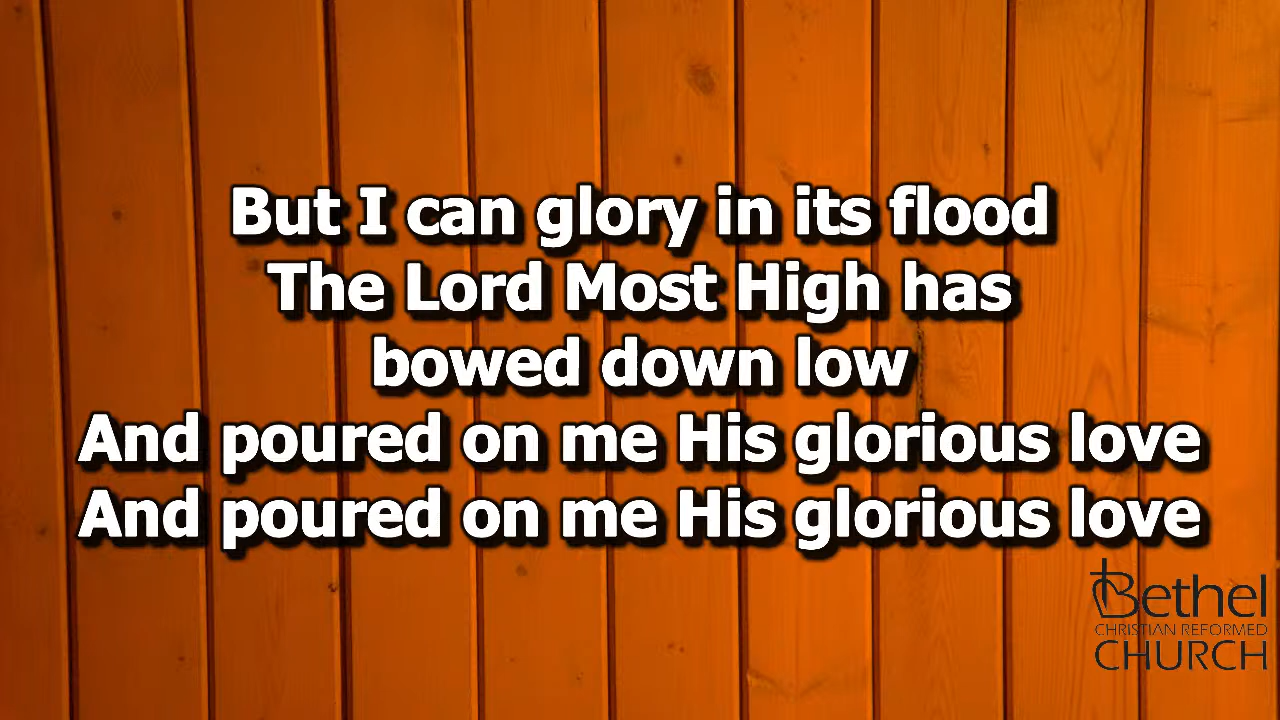 But I can glory in its flood
The Lord Most High has
bowed down low
And poured on me His glorious love
And poured on me His glorious love
Bethel
CHRISTIAN REFORMED
CHURCH